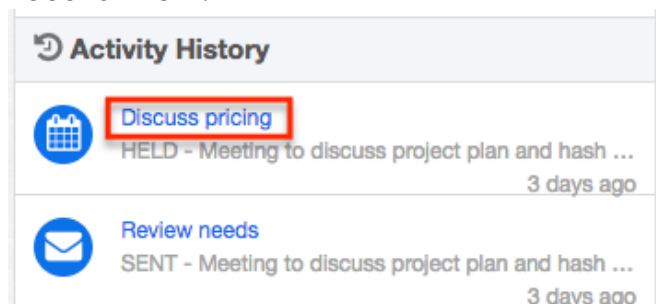 Activity History
Discuss pricing
HELD - Meeting to discuss project plan and hash ...
3 days ago
Review needs
SENT - Meeting to discuss project plan and hash ...
3 days ago